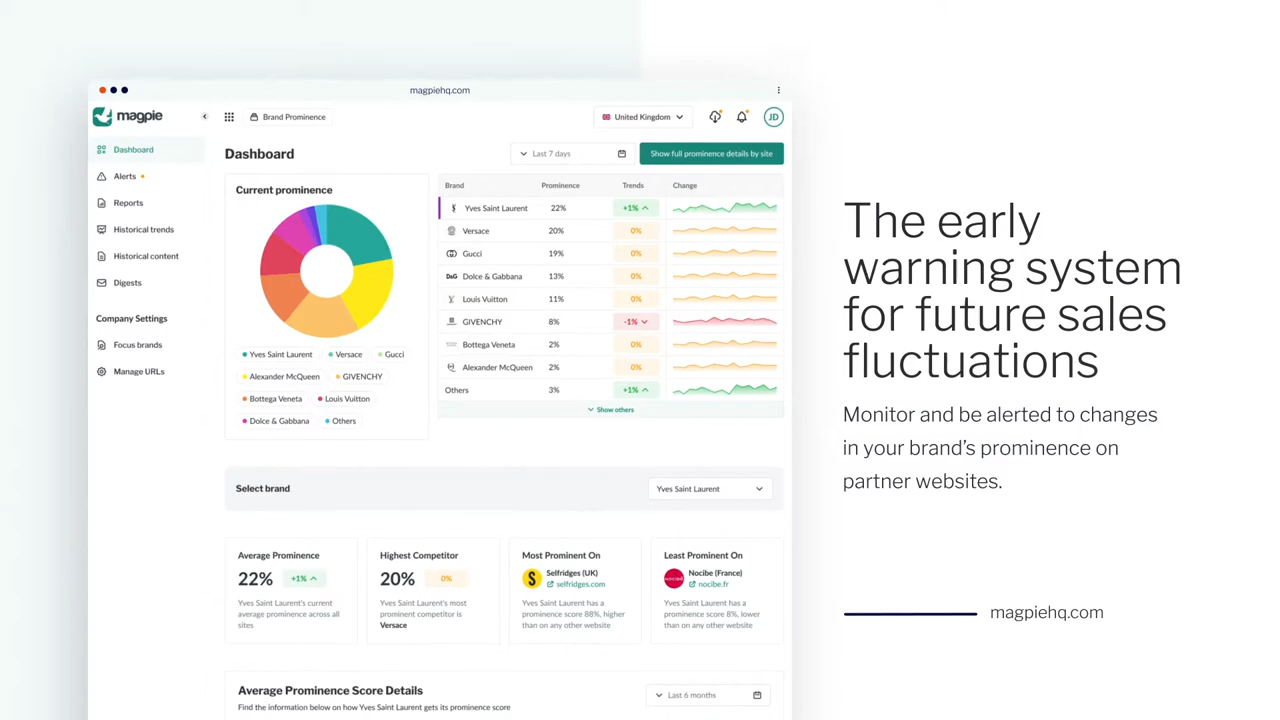 magpiehq.com
magpie
Brand Prominence
United Kingdom
JD
Dashboard
Alerts
Reports
Historical trends
Historical content
Digests
Company Settings
Focus brands
Manage URLs
Dashboard
Last 7 days
Show full prominence details by site
Current prominence
Yves Saint Laurent
Versace
Gucci
Alexander McQueen
GIVENCHY
Bottega Veneta
Louis Vuitton
Dolce & Gabbana
Others
Brand Prominence Trends Change
Yves Saint Laurent 22% +1%
Versace 20% 0%
Gucci 19% 0%
D&G Dolce & Gabbana 13% 0%
Louis Vuitton 11% 0%
GIVENCHY 8% -1%
Bottega Veneta 2% 0%
Alexander McQueen 2% 0%
Others 3% +1%
Show others
Select brand
Yves Saint Laurent
Average Prominence
22% +1%
Yves Saint Laurent's current
average prominence across all
sites
Highest Competitor
20% 0%
Yves Saint Laurent's most
prominent competitor is
Versace
Most Prominent On
S
Selfridges (UK)
selfridges.com
Yves Saint Laurent has a
prominence score 88%, higher
than on any other website
Least Prominent On
nocibé
Nocibe (France)
nocibe.fr
Yves Saint Laurent has a
prominence score 8%, lower
than on any other website
Average Prominence Score Details
Find the information below on how Yves Saint Laurent gets its prominence score
Last 6 months
The early
warning system
for future sales
fluctuations
Monitor and be alerted to changes
in your brand's prominence on
partner websites.
magpiehq.com